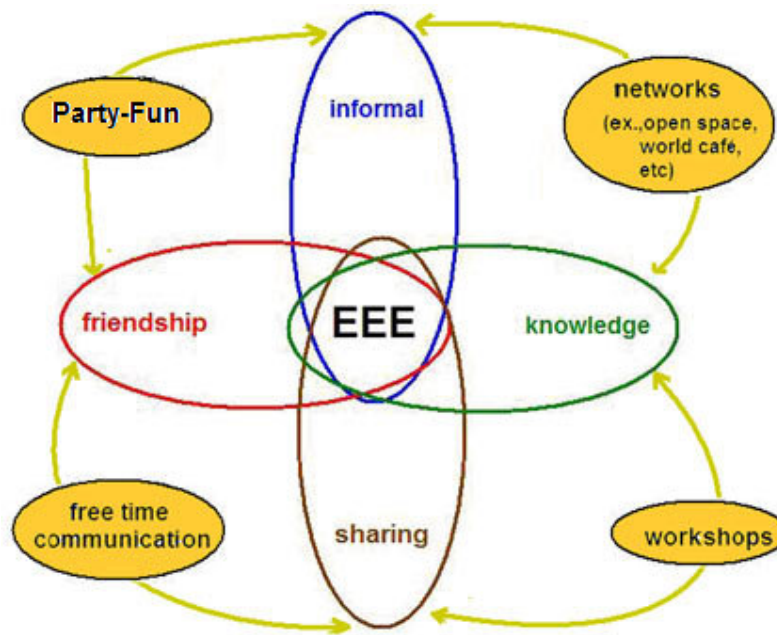 Party-Fun
informal
networks
(ex.,open space,
world café,
etc)
friendship
EEE
knowledge
free time
communication
sharing
workshops